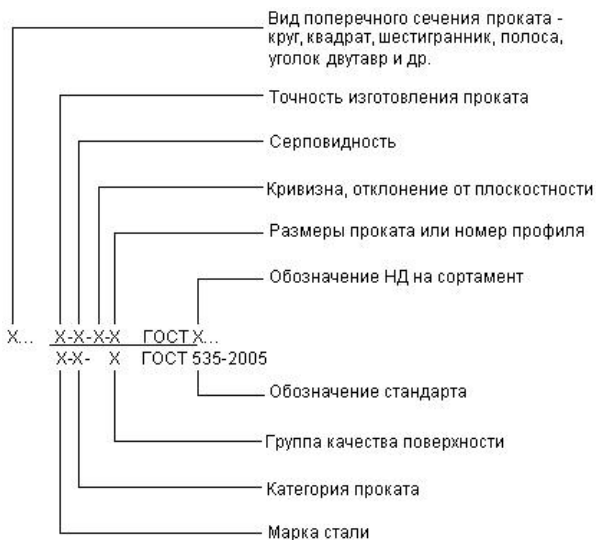 Вид поперечного сечения проката -
круг, квадрат, шестигранник, полоса,
уголок двутавр и др.
Точность изготовления проката
Серповидность
Кривизна, отклонение от плоскостности
Размеры проката или номер профиля
Обозначение НД на сортамент
Х... Х-Х-Х-Х ГОСТ Х...
Х-Х- Х ГОСТ 535-2005
Обозначение стандарта
Группа качества поверхности
Категория проката
Марка стали